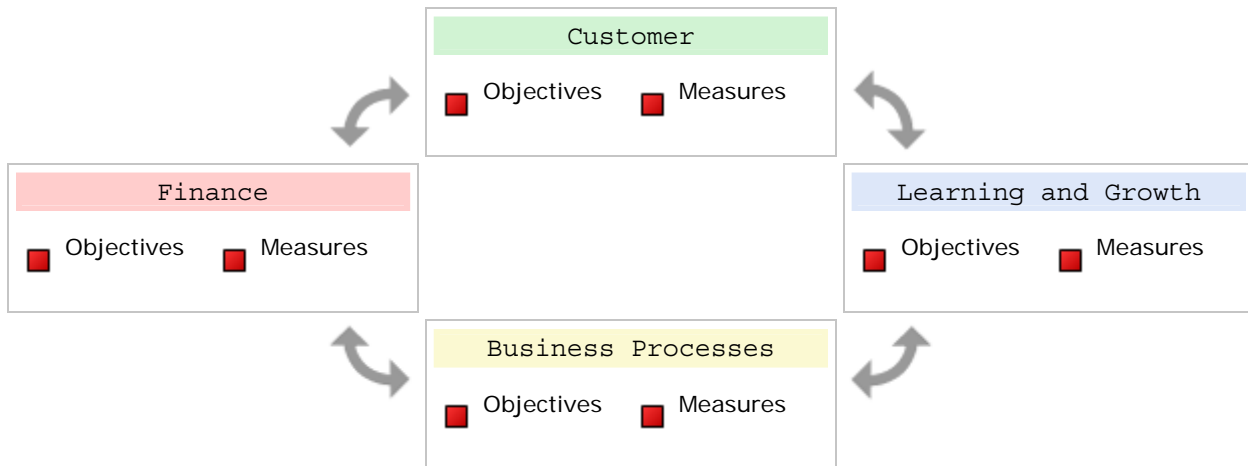 Customer
Objectives Measures
Finance
Objectives Measures
Learning and Growth
Objectives Measures
Business Processes
Objectives Measures